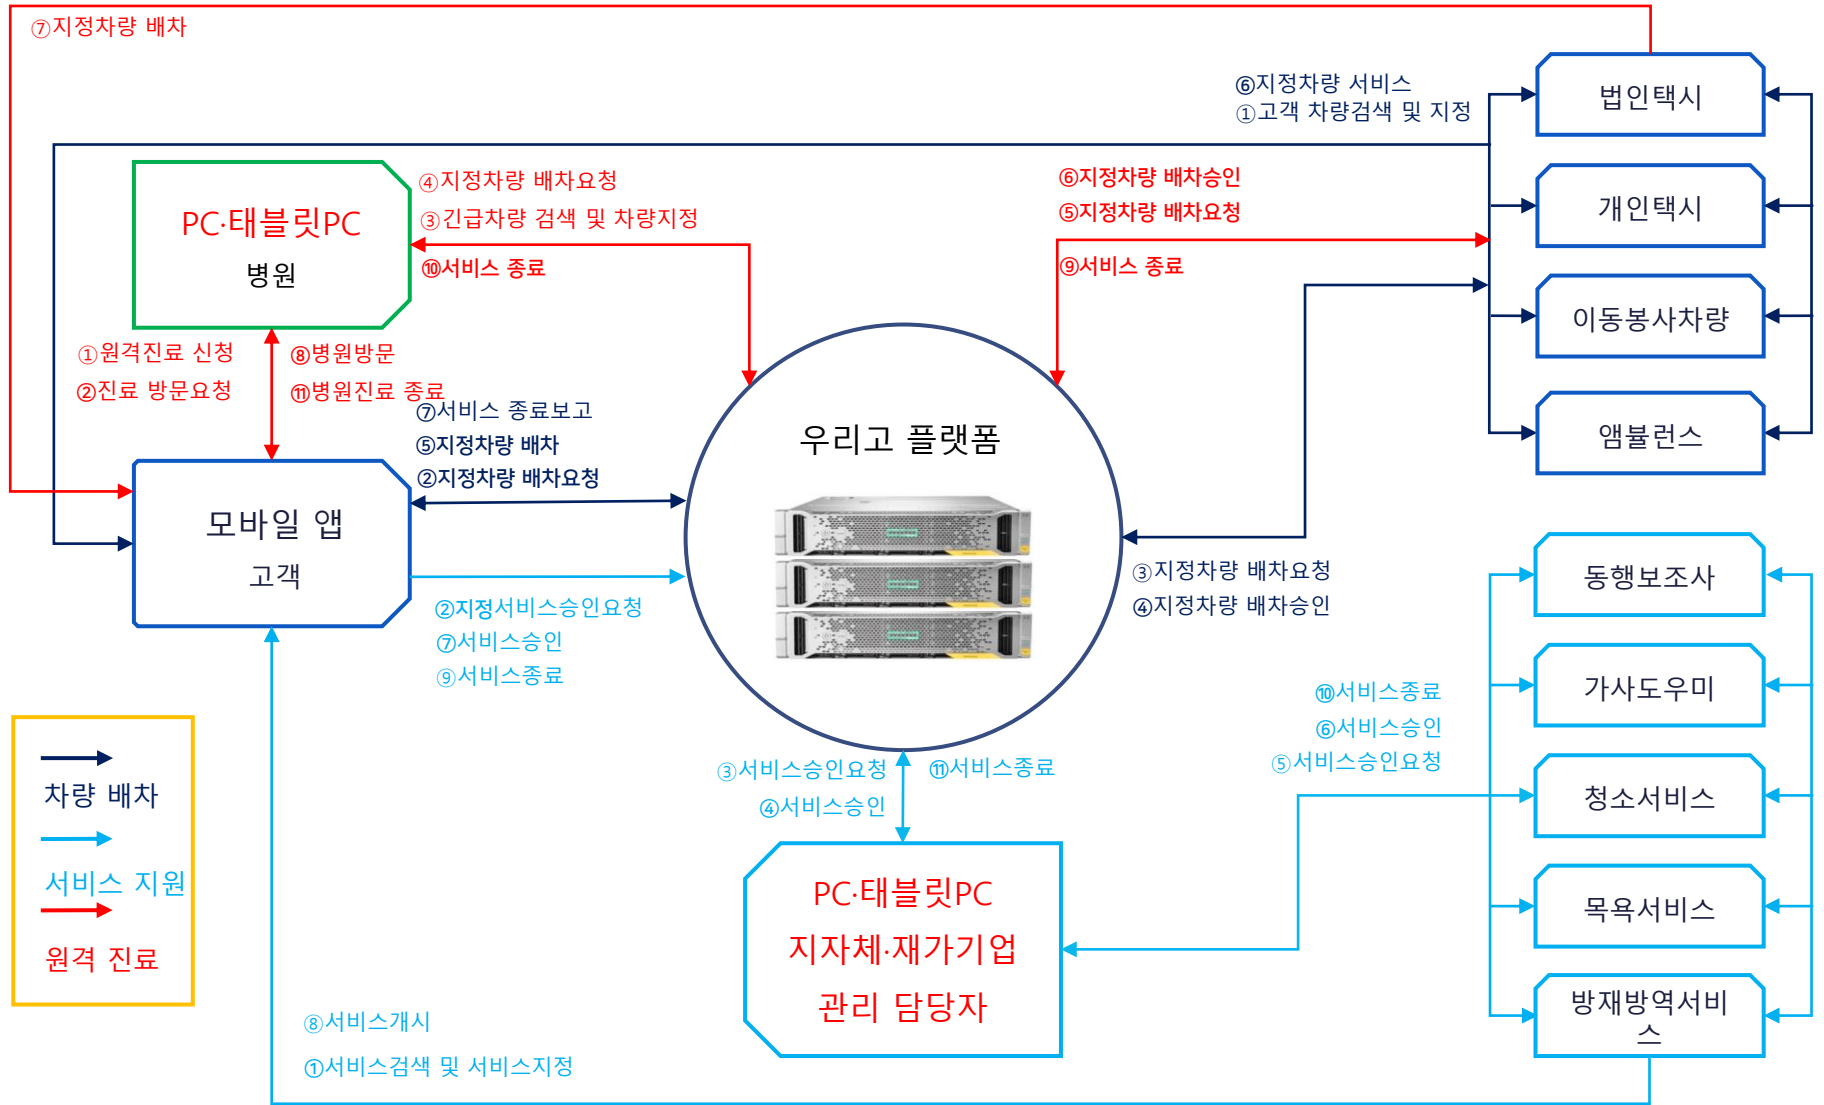 ⑦지정차량 배차
⑥지정차량 서비스
①고객 차량검색 및 지정
법인택시
개인택시
이동봉사차량
앰뷸런스
PC·태블릿PC
병원
④지정차량 배차요청
③긴급차량 검색 및 차량지정
⑩서비스 종료
⑥지정차량 배차승인
⑤지정차량 배차요청
⑨서비스 종료
①원격진료 신청
②진료 방문요청
⑧병원방문
⑪병원진료 종료
⑦서비스 종료보고
⑤지정차량 배차
②지정차량 배차요청
우리고 플랫폼
모바일 앱
고객
②지정서비스승인요청
⑦서비스승인
⑨서비스종료
③지정차량 배차요청
④지정차량 배차승인
동행보조사
가사도우미
청소서비스
목욕서비스
방재방역서비
스
⑩서비스종료
⑥서비스승인
⑤서비스승인요청
③서비스승인요청
④서비스승인
⑪서비스종료
PC·태블릿PC
지자체·재가기업
관리 담당자
차량 배차
서비스 지원
원격 진료
⑧서비스개시
①서비스검색 및 서비스지정